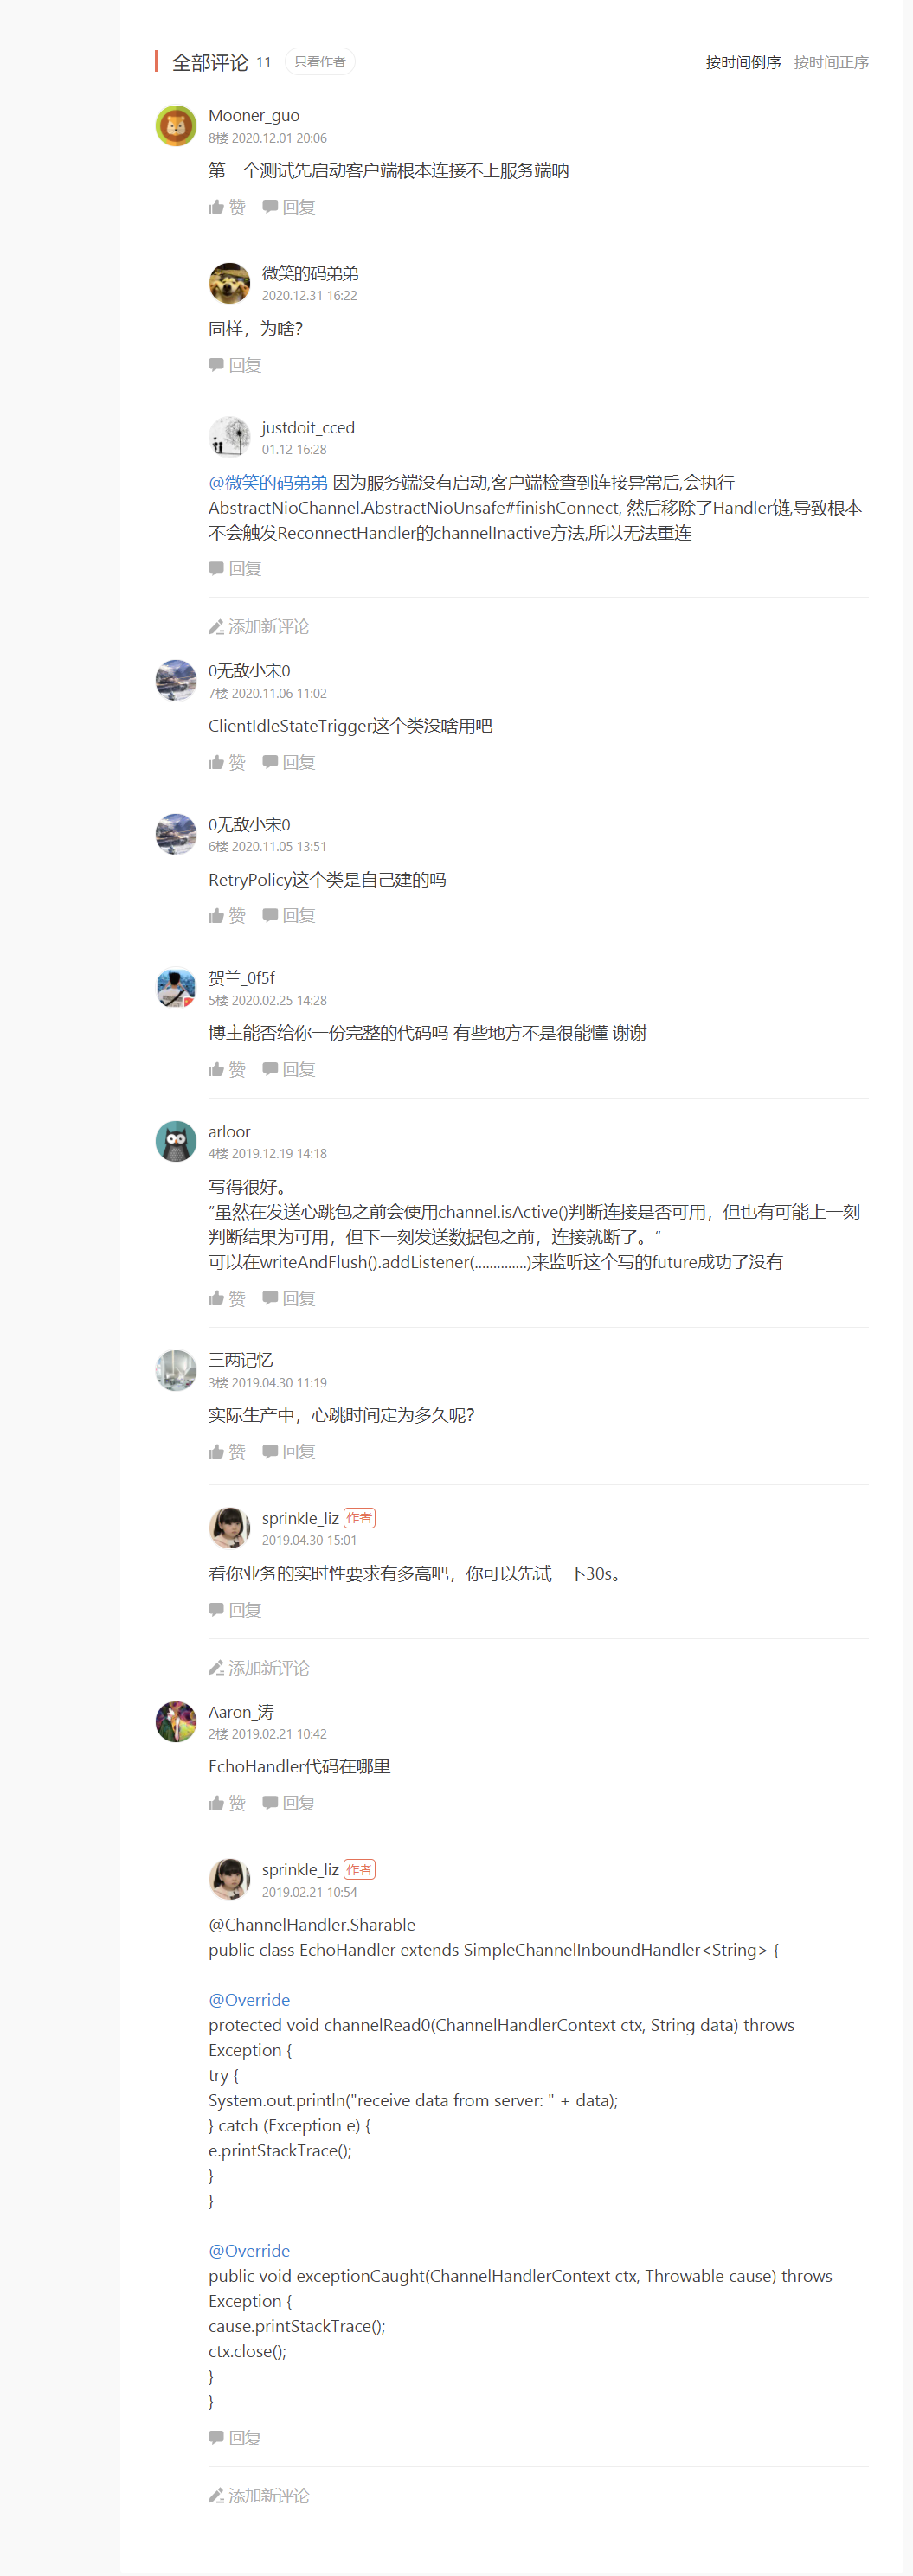 全部评论 11 只看作者 按时间倒序 按时间正序
Mooner_guo
8楼 2020.12.01 20:06
第一个测试先启动客户端根本连接不上服务端呐
赞 回复
微笑的码弟弟
2020.12.31 16:22
同样，为啥?
回复
justdoit_cced
01.12 16:28
@微笑的码弟弟 因为服务端没有启动,客户端检查到连接异常后,会执行
AbstractNioChannel.AbstractNioUnsafe#finishConnect, 然后移除了Handler链,导致根本
不会触发ReconnectHandler的channelInactive方法,所以无法重连
回复
添加新评论
0无敌小宋0
7楼 2020.11.06 11:02
ClientIdleStateTrigger这个类没啥用吧
赞 回复
0无敌小宋0
6楼 2020.11.05 13:51
RetryPolicy这个类是自己建的吗
赞 回复
贺兰_0f5f
5楼 2020.02.25 14:28
博主能否给你一份完整的代码吗 有些地方不是很能懂 谢谢
赞 回复
arloor
4楼 2019.12.19 14:18
写得很好。
”虽然在发送心跳包之前会使用channel.isActive()判断连接是否可用，但也有可能上一刻
判断结果为可用，但下一刻发送数据包之前，连接就断了。“
可以在writeAndFlush().addListener(..............)来监听这个写的future成功了没有
赞 回复
三两记忆
3楼 2019.04.30 11:19
实际生产中，心跳时间定为多久呢？
赞 回复
sprinkle_liz 作者
2019.04.30 15:01
看你业务的实时性要求有多高吧，你可以先试一下30s。
回复
添加新评论
Aaron_涛
2楼 2019.02.21 10:42
EchoHandler代码在哪里
赞 回复
sprinkle_liz 作者
2019.02.21 10:54
@ChannelHandler.Sharable
public class EchoHandler extends SimpleChannelInboundHandler<String> {
@Override
protected void channelRead0(ChannelHandlerContext ctx, String data) throws
Exception {
try {
System.out.println("receive data from server: " + data);
} catch (Exception e) {
e.printStackTrace();
}
}
@Override
public void exceptionCaught(ChannelHandlerContext ctx, Throwable cause) throws
Exception {
cause.printStackTrace();
ctx.close();
}
}
回复
添加新评论